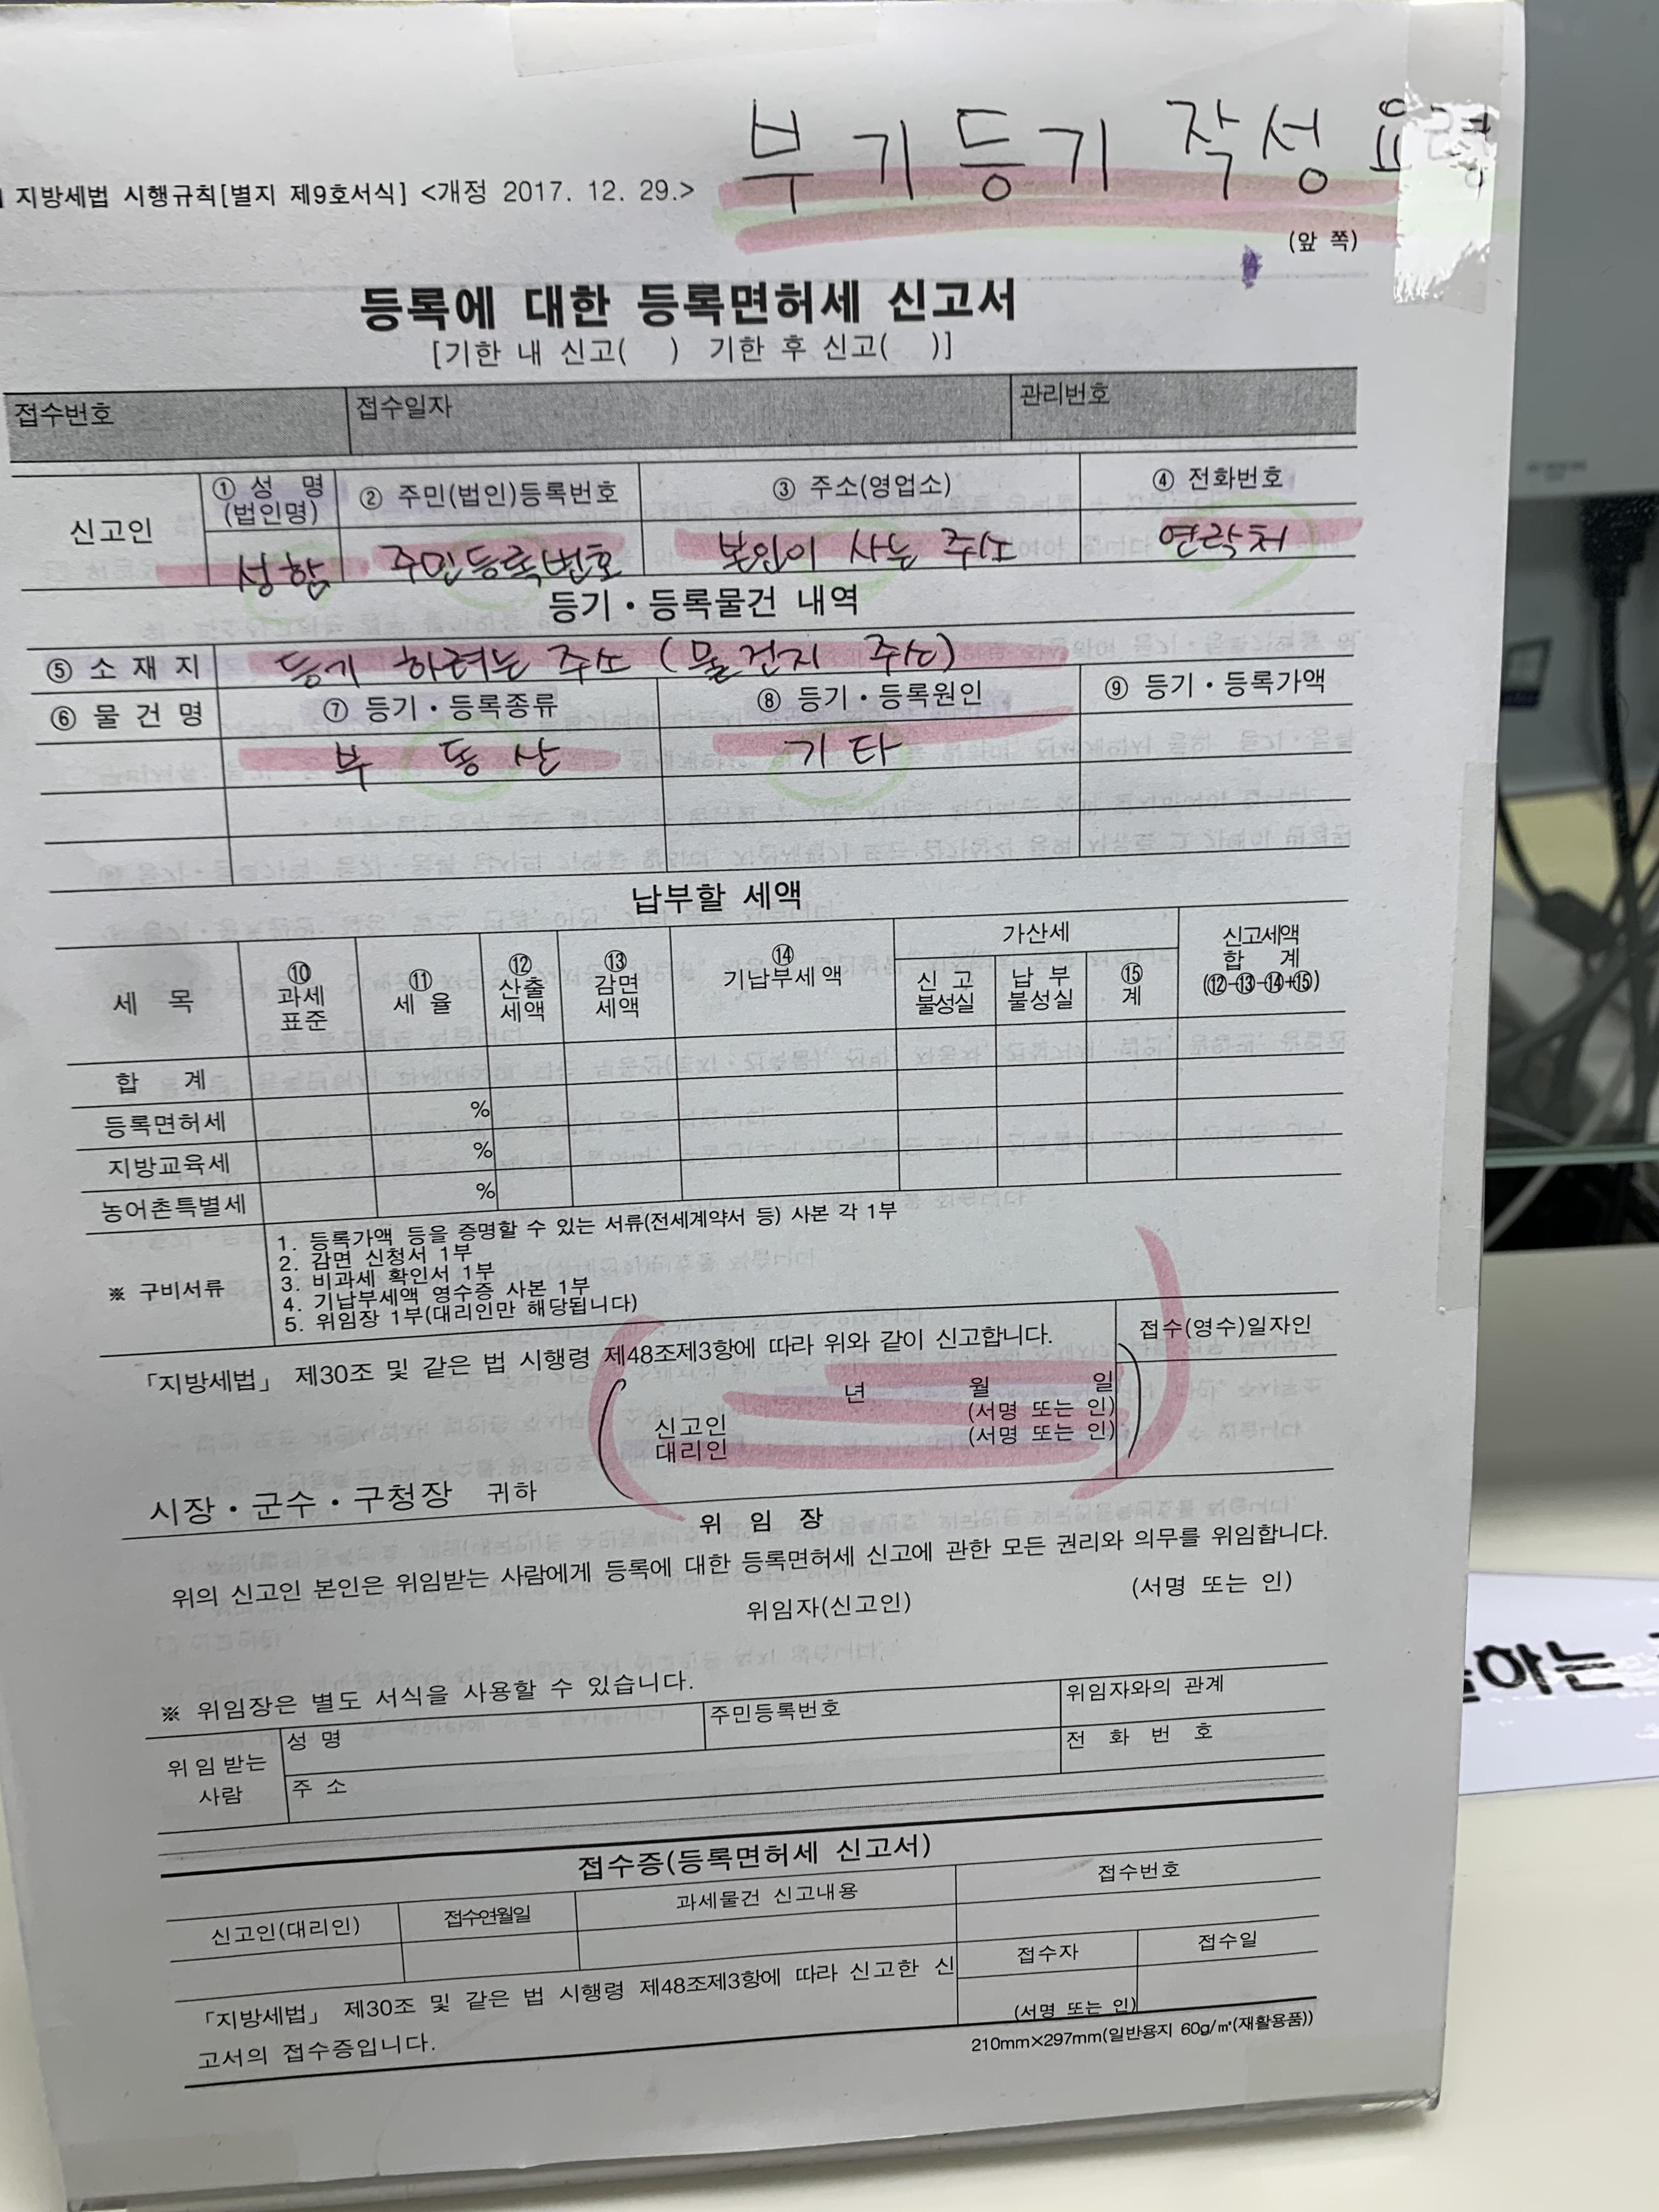 부기등기 작성요령
지방세법 시행규칙[별지 제9호서식] <개정 2017. 12. 29.>
(앞 쪽)
등록에 대한 등록면허세 신고서
[기한 내 신고( ) 기한 후 신고( )]
접수번호 접수일자 관리번호
신고인
① 성 명 (법인명) ② 주민(법인)등록번호 ③ 주소(영업소) ④ 전화번호
성함 주민등록번호 본인이 사는 주소 연락처
등기·등록물건 내역
⑤ 소 재 지 등기 하려는 주소 (물건지 주소)
⑥ 물 건 명 ⑦ 등기·등록종류 ⑧ 등기·등록원인 ⑨ 등기·등록가액
부 동 산 기 타
납부할 세액
세 목 ⑩ 과세 표준 ⑪ 세 율 ⑫ 산출 세액 ⑬ 감면 세액 ⑭ 기납부세액 가산세 신고세액 합 계 (⑫-⑬-⑭+⑮)
신 고 불성실 납 부 불성실 ⑮ 계
합 계
등록면허세 %
지방교육세 %
농어촌특별세 %
※ 구비서류
1. 등록가액 등을 증명할 수 있는 서류(전세계약서 등) 사본 각 1부
2. 감면 신청서 1부
3. 비과세 확인서 1부
4. 기납부세액 영수증 사본 1부
5. 위임장 1부(대리인만 해당됩니다)
「지방세법」 제30조 및 같은 법 시행령 제48조제3항에 따라 위와 같이 신고합니다.
접수(영수)일자인
년 월 일
신고인 (서명 또는 인)
대리인 (서명 또는 인)
시장·군수·구청장 귀하
위 임 장
위의 신고인 본인은 위임받는 사람에게 등록에 대한 등록면허세 신고에 관한 모든 권리와 의무를 위임합니다.
위임자(신고인) (서명 또는 인)
※ 위임장은 별도 서식을 사용할 수 있습니다.
위임받는 사람
성 명 주민등록번호 위임자와의 관계
주 소 전 화 번 호
접수증(등록면허세 신고서)
신고인(대리인) 접수연월일 과세물건 신고내용 접수번호
「지방세법」 제30조 및 같은 법 시행령 제48조제3항에 따라 신고한 신
고서의 접수증입니다.
접수자 접수일
(서명 또는 인)
210mm×297mm(일반용지 60g/㎡(재활용품))
하는